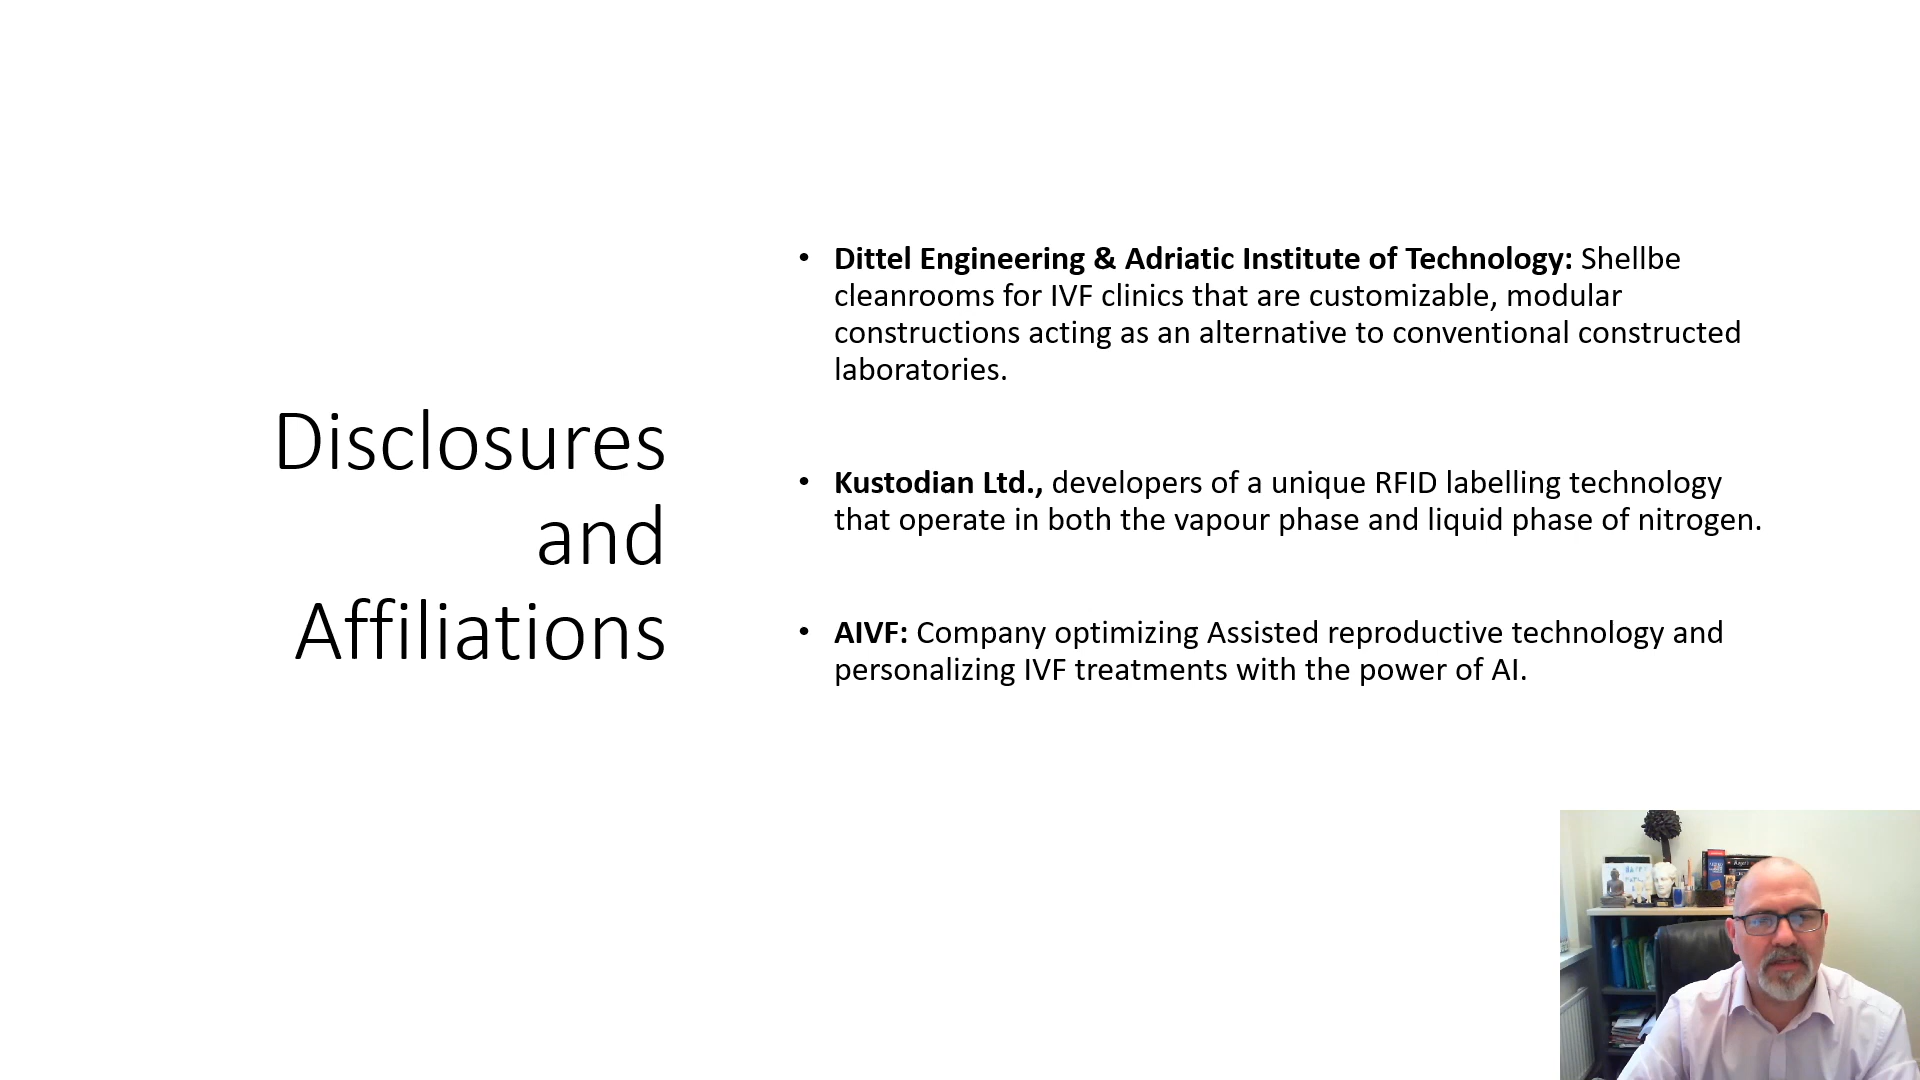 Disclosures
and
Affiliations
• Dittel Engineering & Adriatic Institute of Technology: Shellbe
cleanrooms for IVF clinics that are customizable, modular
constructions acting as an alternative to conventional constructed
laboratories.
• Kustodian Ltd., developers of a unique RFID labelling technology
that operate in both the vapour phase and liquid phase of nitrogen.
• AIVF: Company optimizing Assisted reproductive technology and
personalizing IVF treatments with the power of AI.